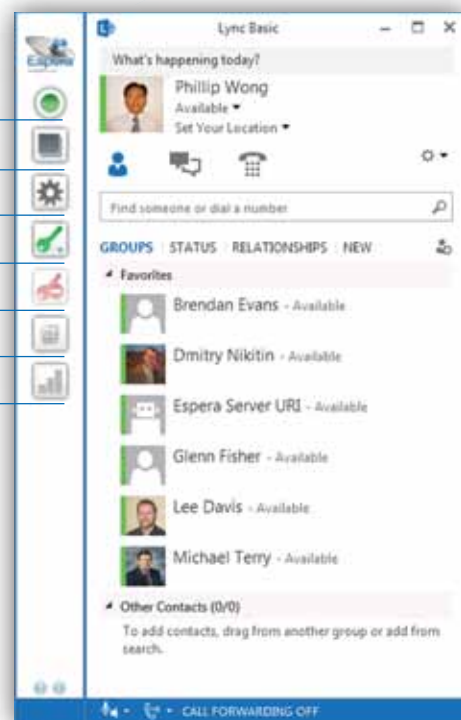 Lync Basic
Espera
What's happening today?
Phillip Wong
Available
Set Your Location
Find someone or dial a number
GROUPS STATUS RELATIONSHIPS NEW
Favorites
Brendan Evans - Available
Dmitry Nikitin - Available
Espera Server URI - Available
Glenn Fisher - Available
Lee Davis - Available
Michael Terry - Available
Other Contacts (0/0)
To add contacts, drag from another group or add from
search.
CALL FORWARDING OFF